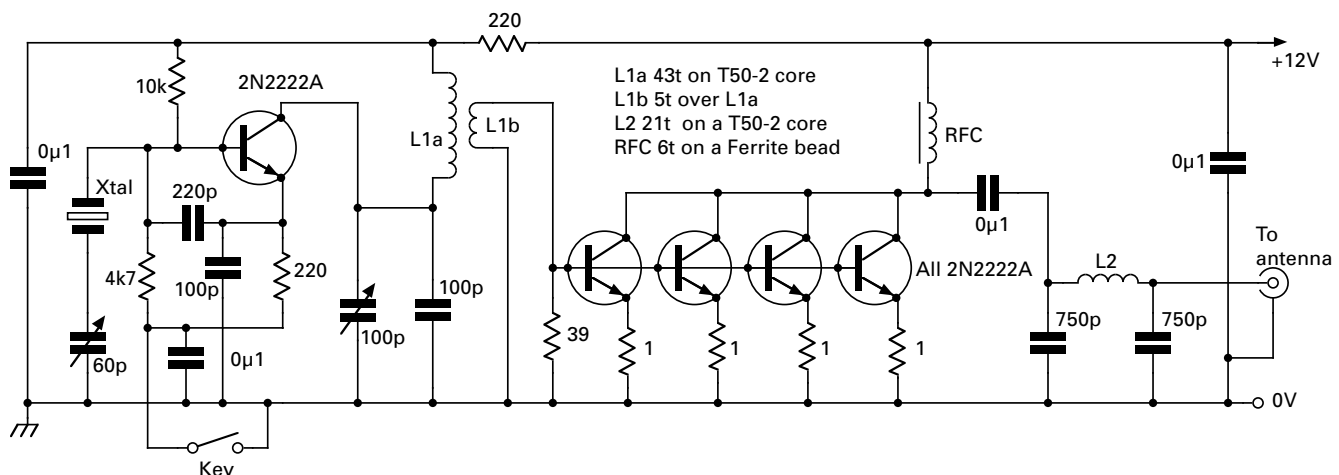 220
+12V
10k
2N2222A
L1a 43t on T50-2 core
L1b 5t over L1a
L2 21t on a T50-2 core
RFC 6t on a Ferrite bead
L1a
L1b
RFC
0µ1
0µ1
Xtal
220p
0µ1
To
antenna
4k7
100p
220
All 2N2222A
L2
100p
100p
39
1
1
1
1
750p
750p
60p
0µ1
0V
Key